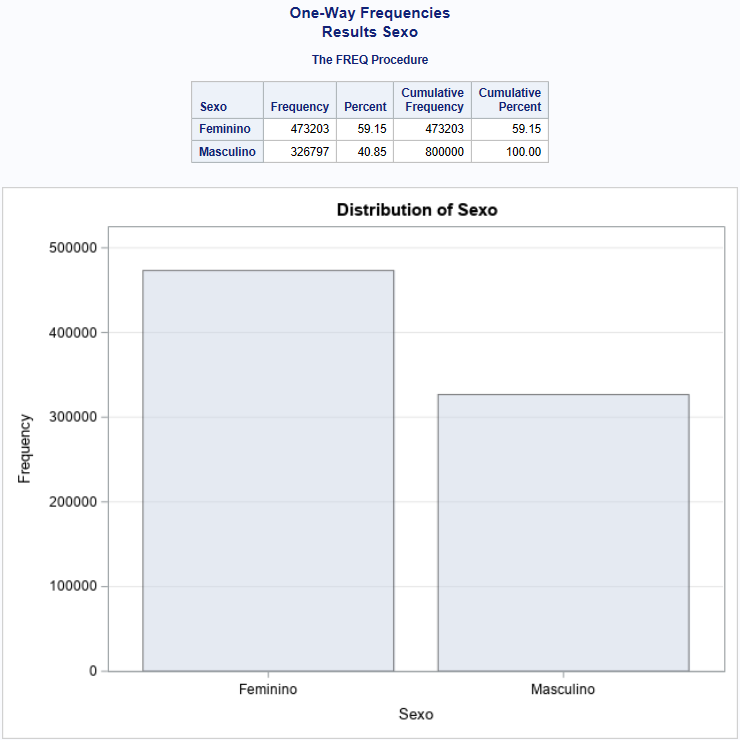 One-Way Frequencies
Results Sexo
The FREQ Procedure
Sexo Frequency Percent Cumulative Frequency Cumulative Percent
Feminino 473203 59.15 473203 59.15
Masculino 326797 40.85 800000 100.00
Distribution of Sexo
500000
400000
300000
200000
100000
0
Frequency
Feminino Masculino
Sexo